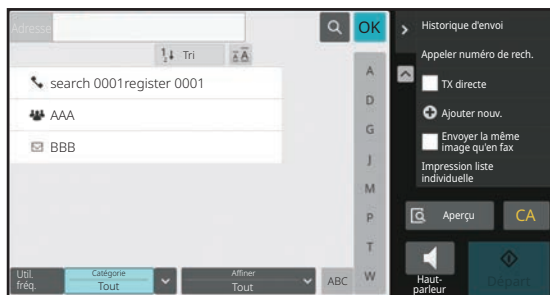 Adresse
OK
Tri
search 0001register 0001
AAA
BBB
A
D
G
J
M
P
T
W
Util.
fréq.
Catégorie
Tout
Affiner
Tout
ABC
Historique d'envoi
Appeler numéro de rech.
TX directe
Ajouter nouv.
Envoyer la même
image qu'en fax
Impression liste
individuelle
Aperçu
CA
Haut-
parleur
Départ